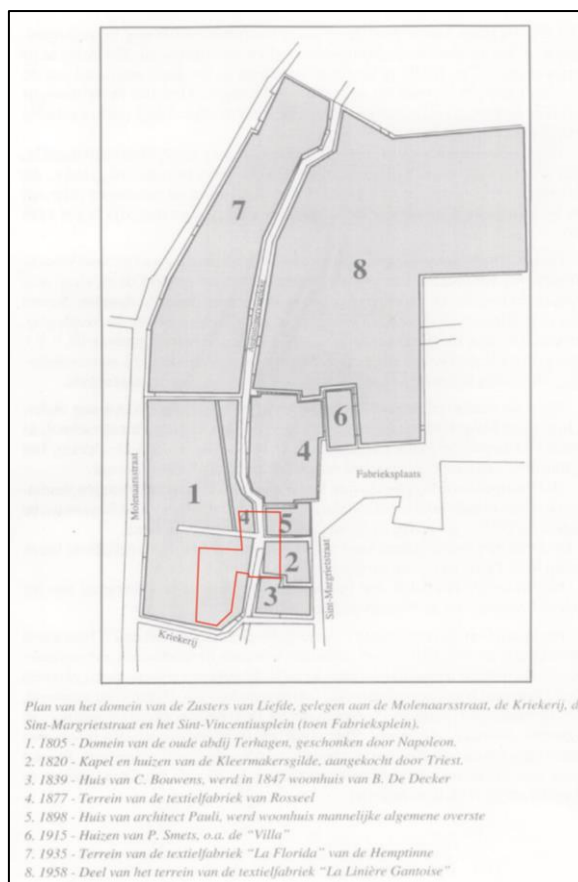 7
8
6
4
Fabrieksplaats
Molenaarsstraat
1
4
5
2
3
Sint-Margrietstraat
Kriekerij
Plan van het domein van de Zusters van Liefde, gelegen aan de Molenaarsstraat, de Kriekerij, d
Sint-Margrietstraat en het Sint-Vincentiusplein (toen Fabrieksplein).
1. 1805 - Domein van de oude abdij Terhagen, geschonken door Napoleon.
2. 1820 - Kapel en huizen van de Kleermakersgilde, aangekocht door Triest.
3. 1839 - Huis van C. Bouwens, werd in 1847 woonhuis van B. De Decker
4. 1877 - Terrein van de textielfabriek van Rosseel
5. 1898 - Huis van architect Pauli, werd woonhuis mannelijke algemene overste
6. 1915 - Huizen van P. Smets, o.a. de "Villa"
7. 1935 - Terrein van de textielfabriek "La Florida" van de Hemptinne
8. 1958 - Deel van het terrein van de textielfabriek "La Linière Gantoise"